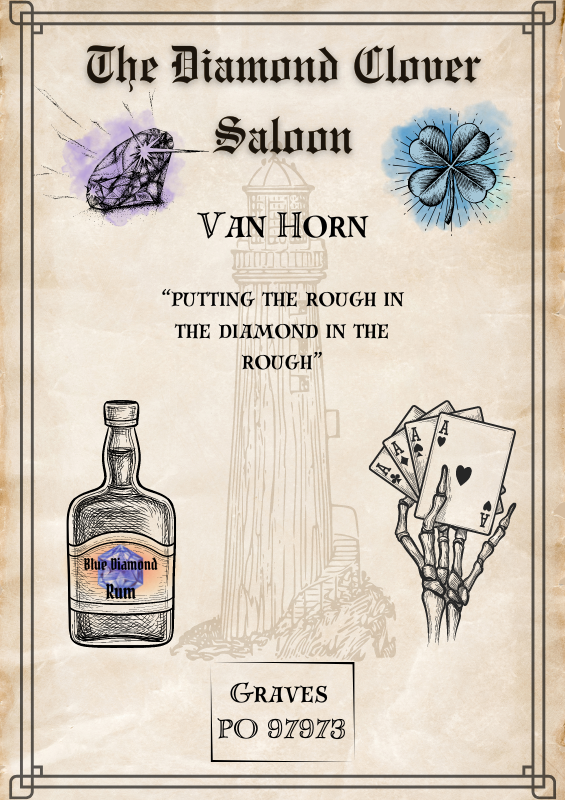 The Diamond Clover
Saloon
Van Horn
“PUTTING THE ROUGH IN
THE DIAMOND IN THE
ROUGH”
A
A
A
A
A
Blue Diamond
Rum
Graves
PO 97973